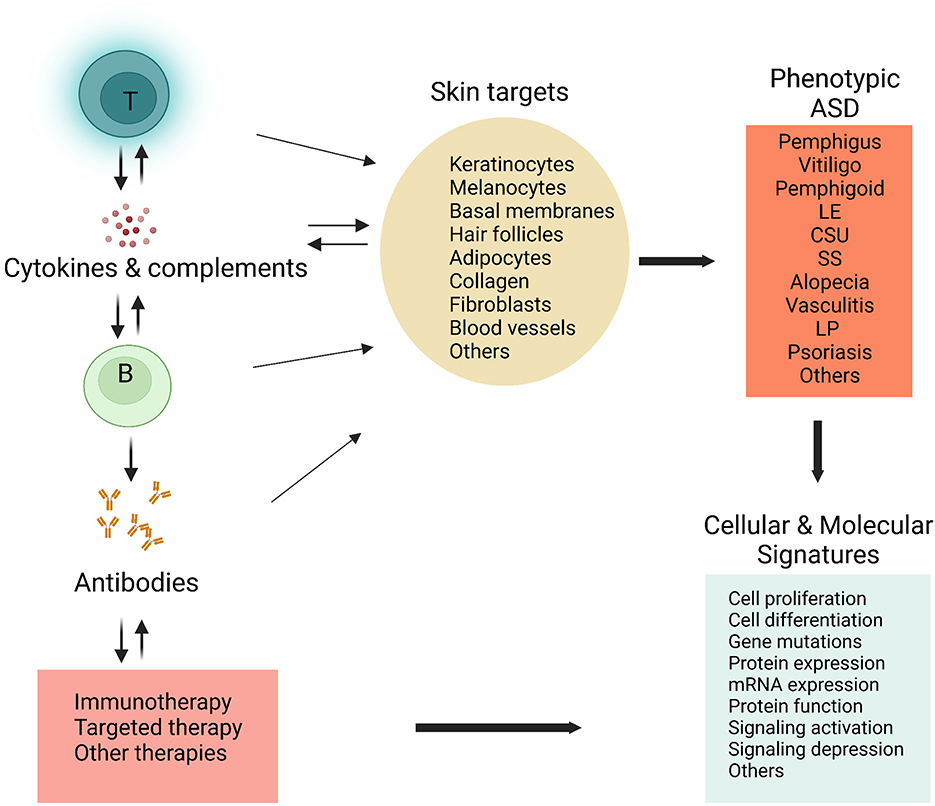 T
Cytokines & complements
B
Antibodies
Immunotherapy
Targeted therapy
Other therapies
Skin targets
Keratinocytes
Melanocytes
Basal membranes
Hair follicles
Adipocytes
Collagen
Fibroblasts
Blood vessels
Others
Phenotypic
ASD
Pemphigus
Vitiligo
Pemphigoid
LE
CSU
SS
Alopecia
Vasculitis
LP
Psoriasis
Others
Cellular & Molecular
Signatures
Cell proliferation
Cell differentiation
Gene mutations
Protein expression
mRNA expression
Protein function
Signaling activation
Signaling depression
Others